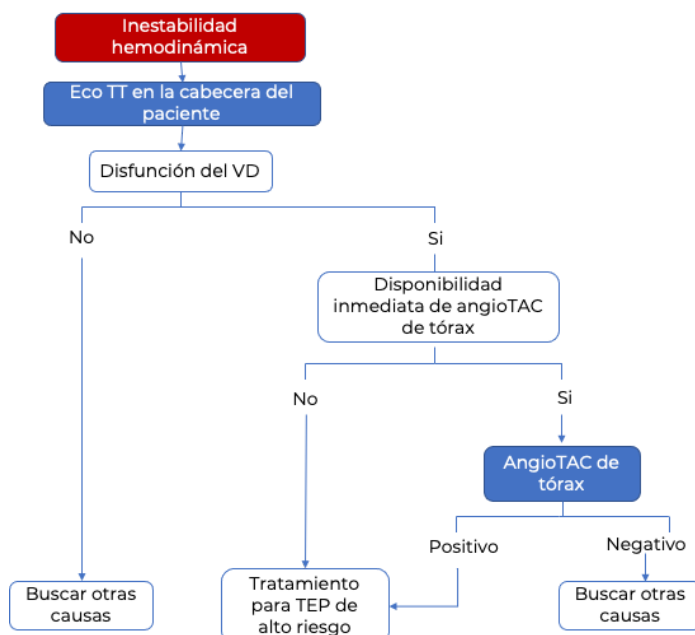 Inestabilidad
hemodinámica
Eco TT en la cabecera del
paciente
Disfunción del VD
No
Si
Disponibilidad
inmediata de angioTAC
de tórax
No
Si
AngioTAC de
tórax
Positivo
Negativo
Buscar otras
causas
Tratamiento
para TEP de
alto riesgo
Buscar otras
causas